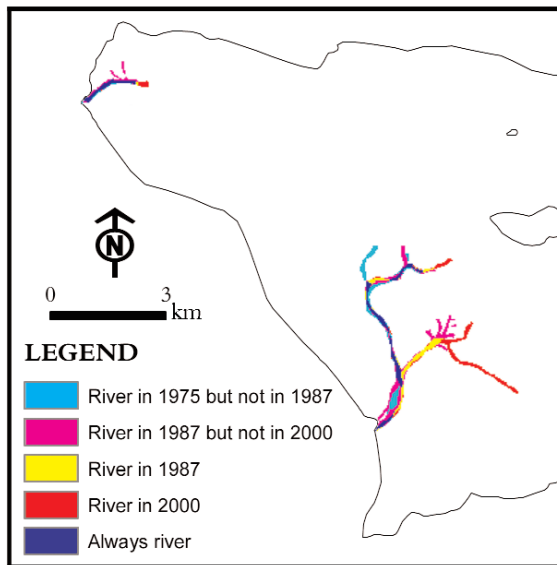 N
0 3
km
LEGEND
River in 1975 but not in 1987
River in 1987 but not in 2000
River in 1987
River in 2000
Always river